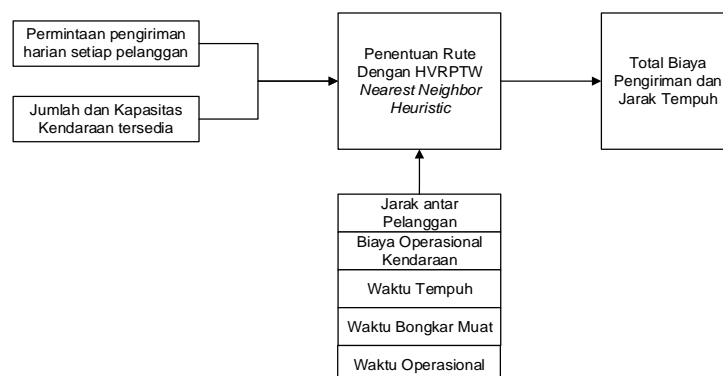 Permintaan pengiriman
harian setiap pelanggan
Jumlah dan Kapasitas
Kendaraan tersedia
Penentuan Rute
Dengan HVRPTW
Nearest Neighbor
Heuristic
Total Biaya
Pengiriman dan
Jarak Tempuh
Jarak antar
Pelanggan
Biaya Operasional
Kendaraan
Waktu Tempuh
Waktu Bongkar Muat
Waktu Operasional